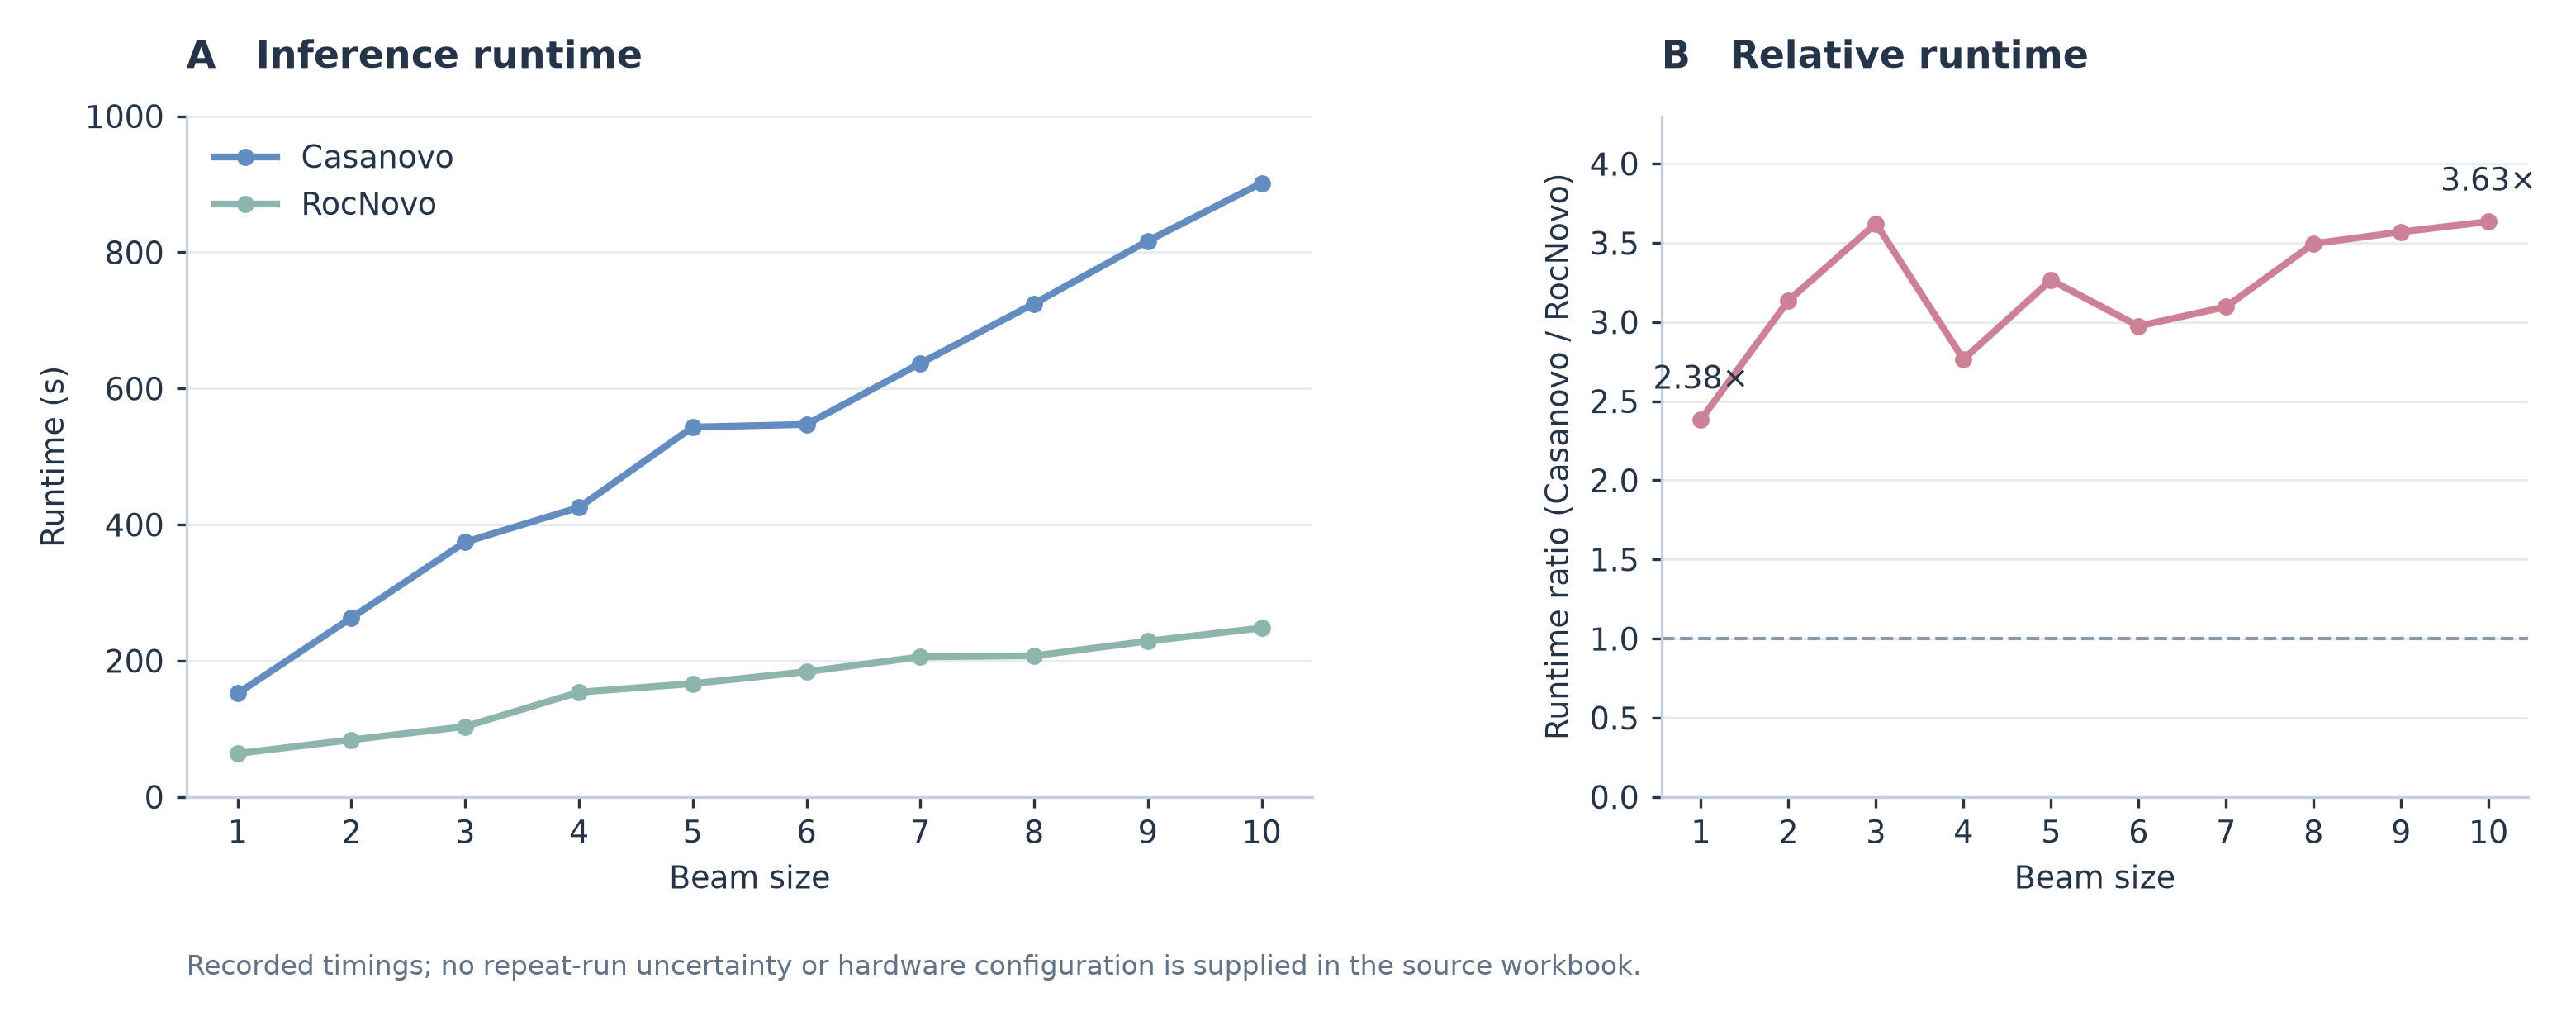 A Inference runtime
1000
800
600
400
200
0
Runtime (s)
Casanovo
RocNovo
1 2 3 4 5 6 7 8 9 10
Beam size
B Relative runtime
4.0
3.5
3.0
2.5
2.0
1.5
1.0
0.5
0.0
Runtime ratio (Casanovo / RocNovo)
2.38×
3.63×
1 2 3 4 5 6 7 8 9 10
Beam size
Recorded timings; no repeat-run uncertainty or hardware configuration is supplied in the source workbook.